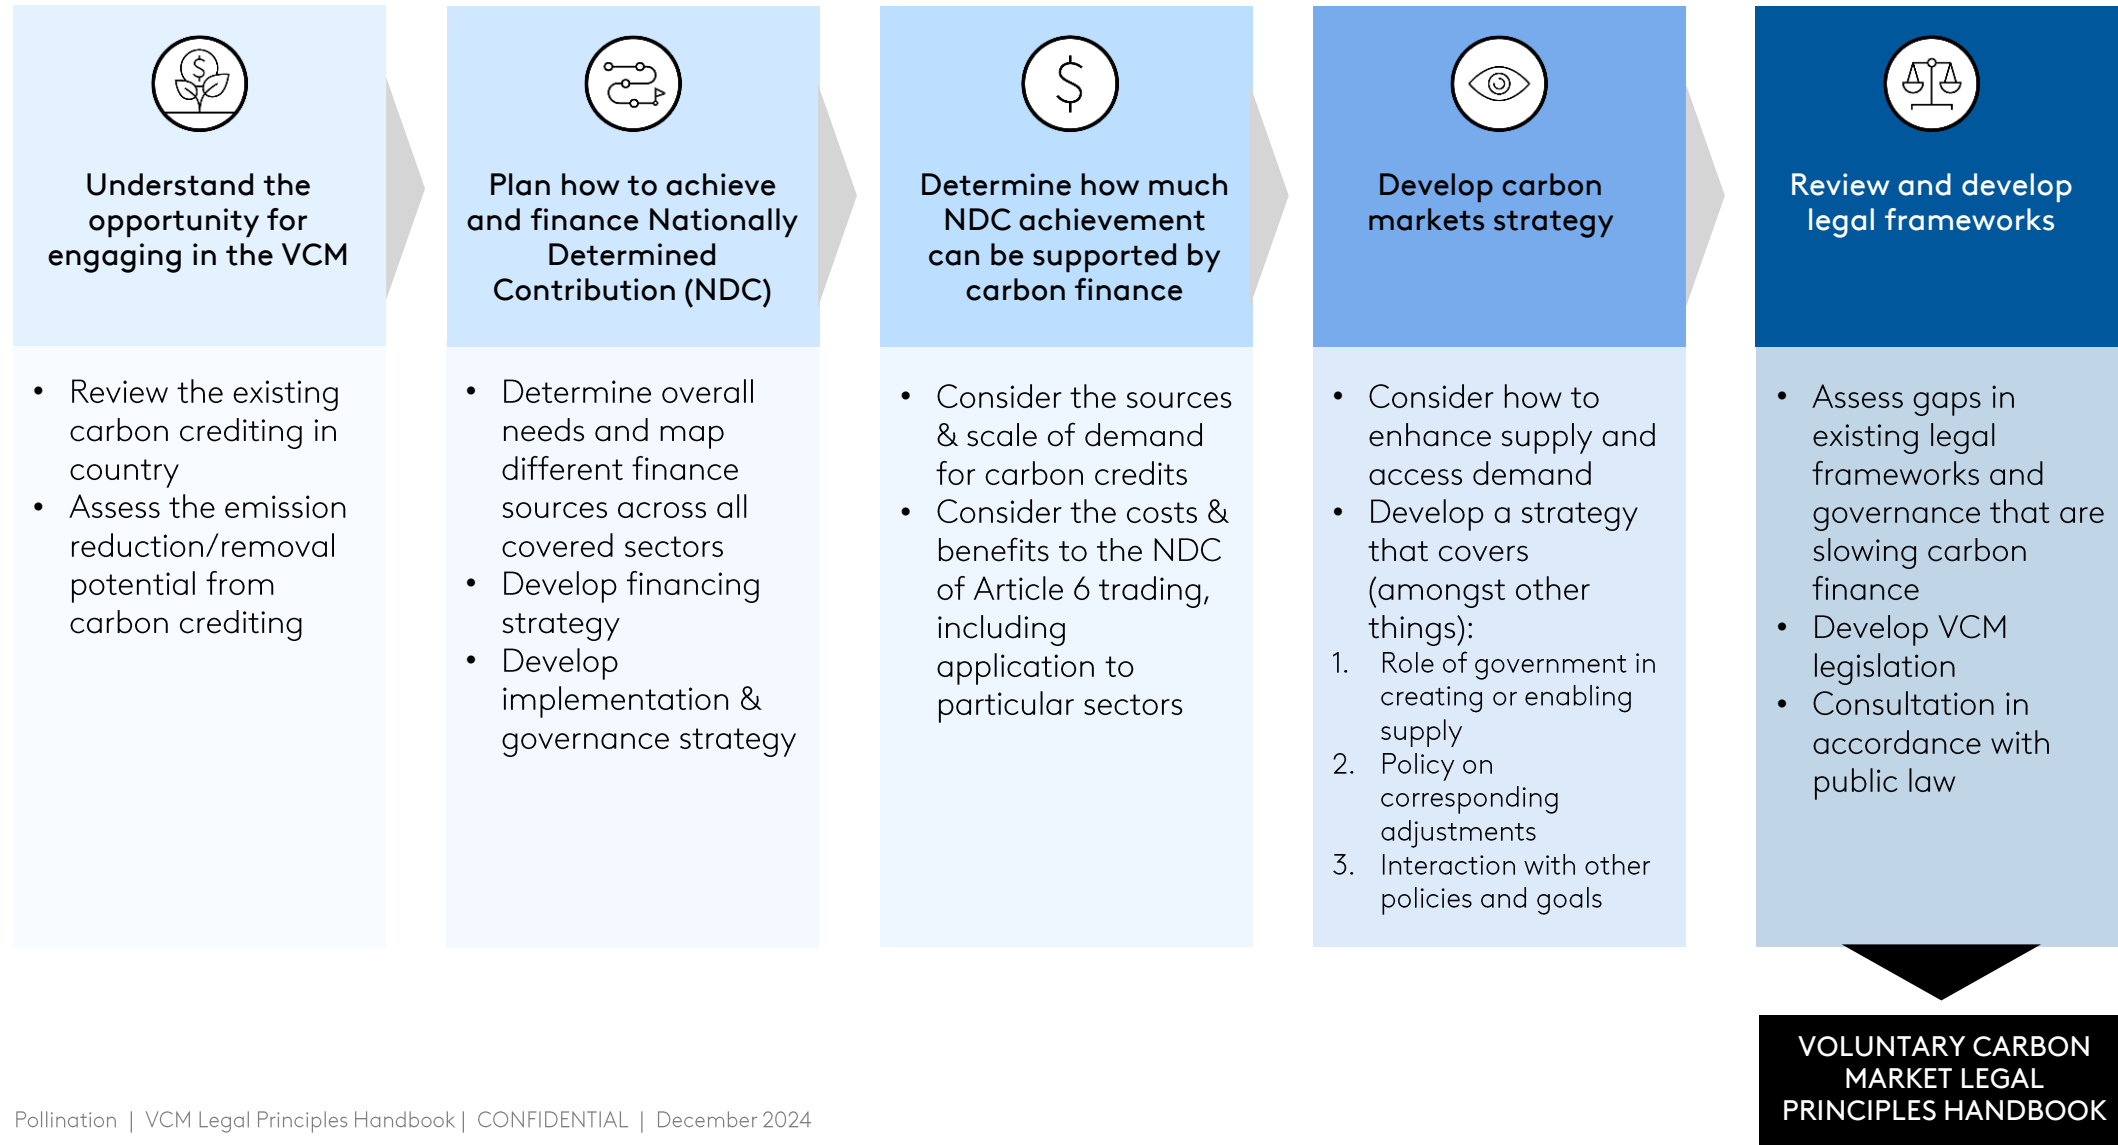 Understand the
opportunity for
engaging in the VCM
• Review the existing
carbon crediting in
country
• Assess the emission
reduction/removal
potential from
carbon crediting
Plan how to achieve
and finance Nationally
Determined
Contribution (NDC)
• Determine overall
needs and map
different finance
sources across all
covered sectors
• Develop financing
strategy
• Develop
implementation &
governance strategy
$
Determine how much
NDC achievement
can be supported by
carbon finance
• Consider the sources
& scale of demand
for carbon credits
• Consider the costs &
benefits to the NDC
of Article 6 trading,
including
application to
particular sectors
Develop carbon
markets strategy
• Consider how to
enhance supply and
access demand
• Develop a strategy
that covers
(amongst other
things):
1. Role of government in
creating or enabling
supply
2. Policy on
corresponding
adjustments
3. Interaction with other
policies and goals
Review and develop
legal frameworks
• Assess gaps in
existing legal
frameworks and
governance that are
slowing carbon
finance
• Develop VCM
legislation
• Consultation in
accordance with
public law
VOLUNTARY CARBON
MARKET LEGAL
PRINCIPLES HANDBOOK
Pollination | VCM Legal Principles Handbook | CONFIDENTIAL | December 2024